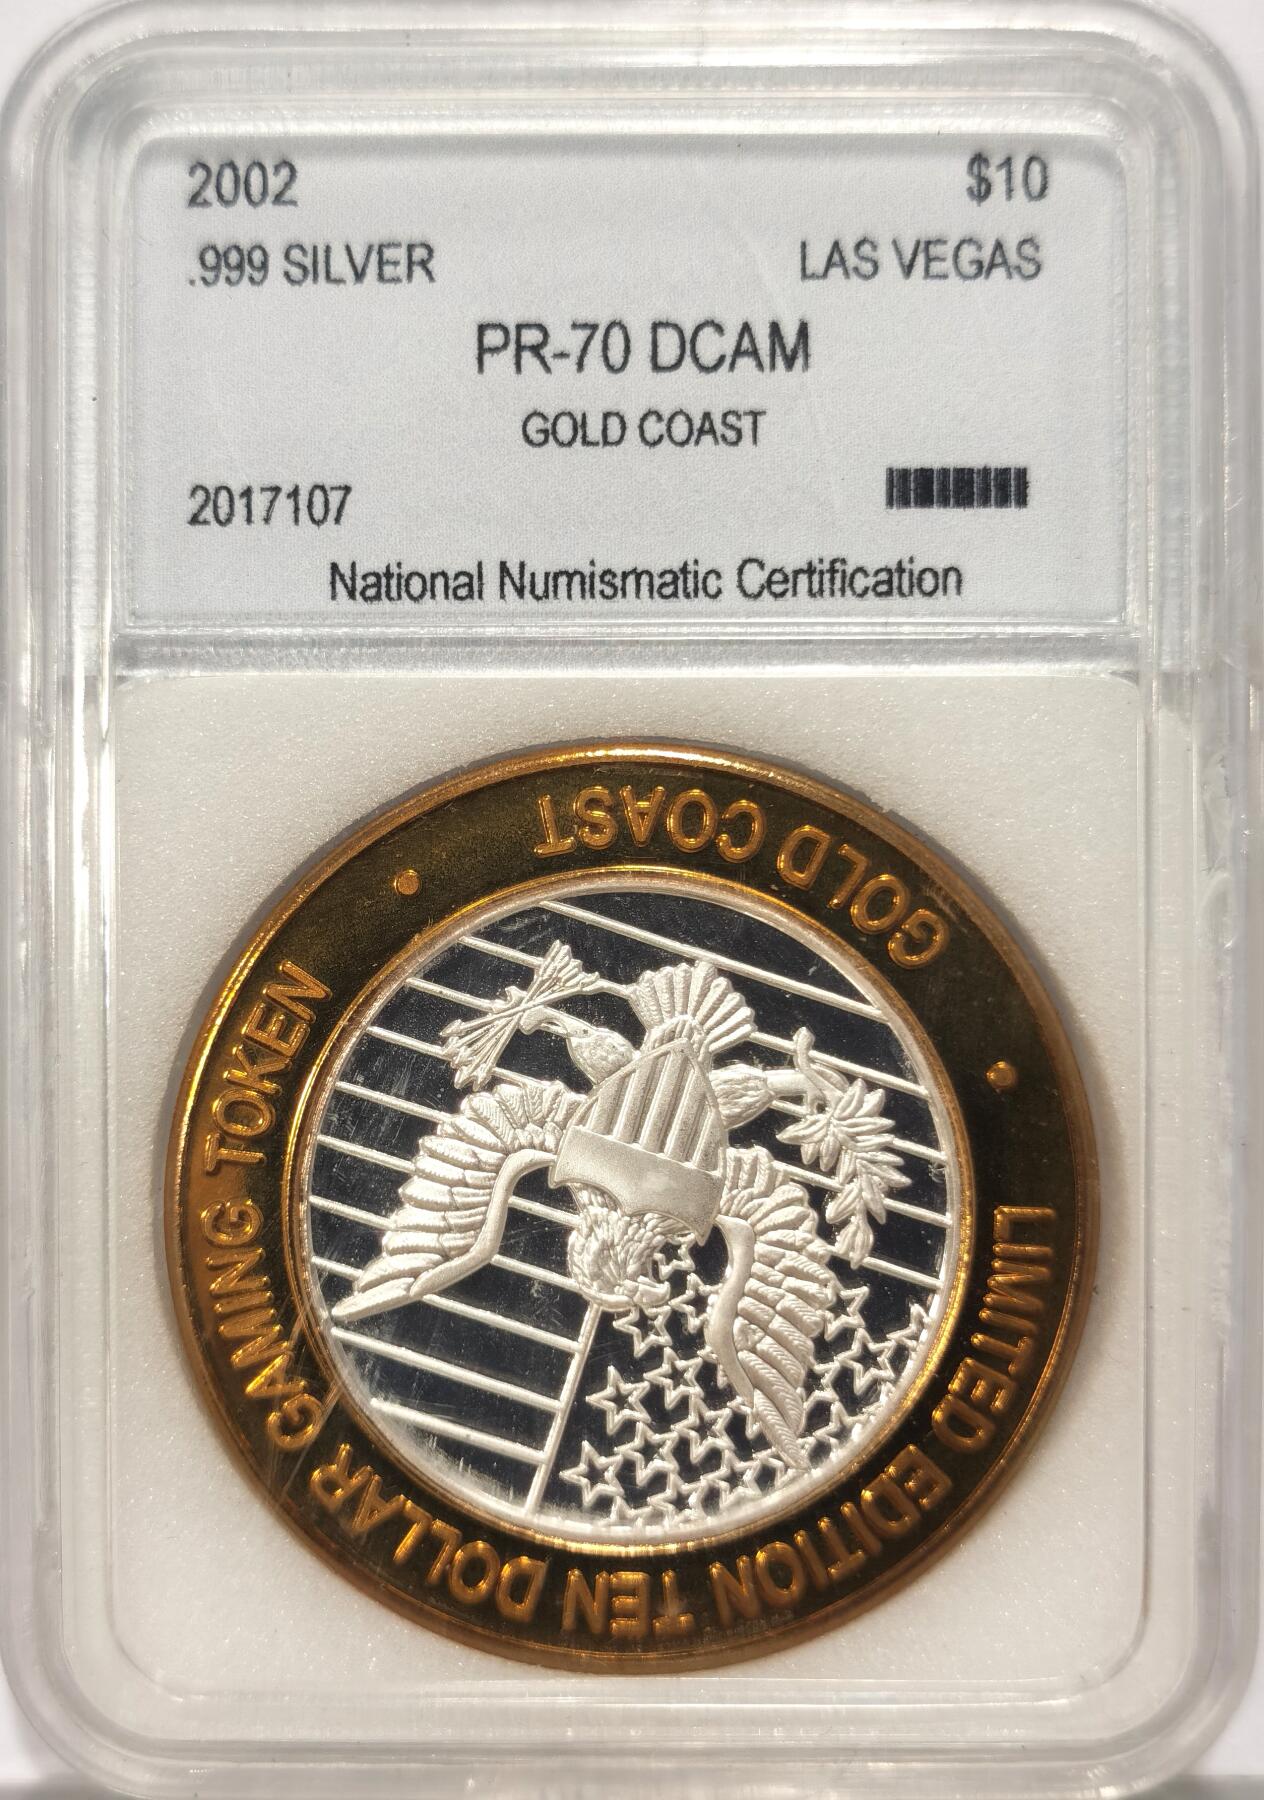 2002 $10
.999 SILVER LAS VEGAS
PR-70 DCAM
GOLD COAST
2017107
National Numismatic Certification
GOLD COAST
LIMITED EDITION TEN DOLLAR GAMING TOKEN